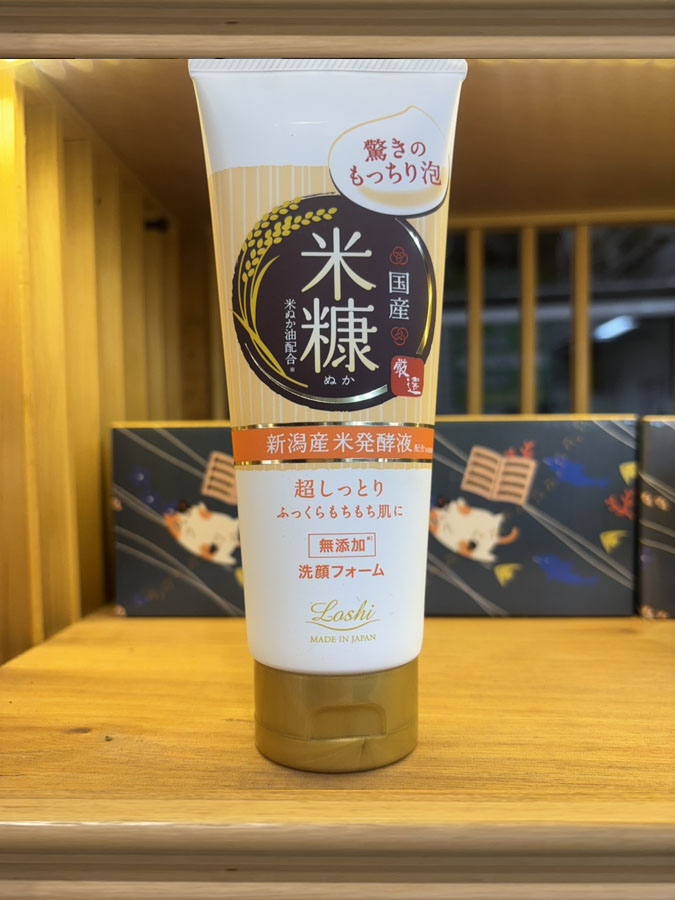 驚きの
もっちり泡
国産
米糠
ぬか
米ぬか油配合※
厳選
新潟産米発酵液
超しっとり
ふっくらもちもち肌に
無添加
洗顔フォーム
Loshi
MADE IN JAPAN